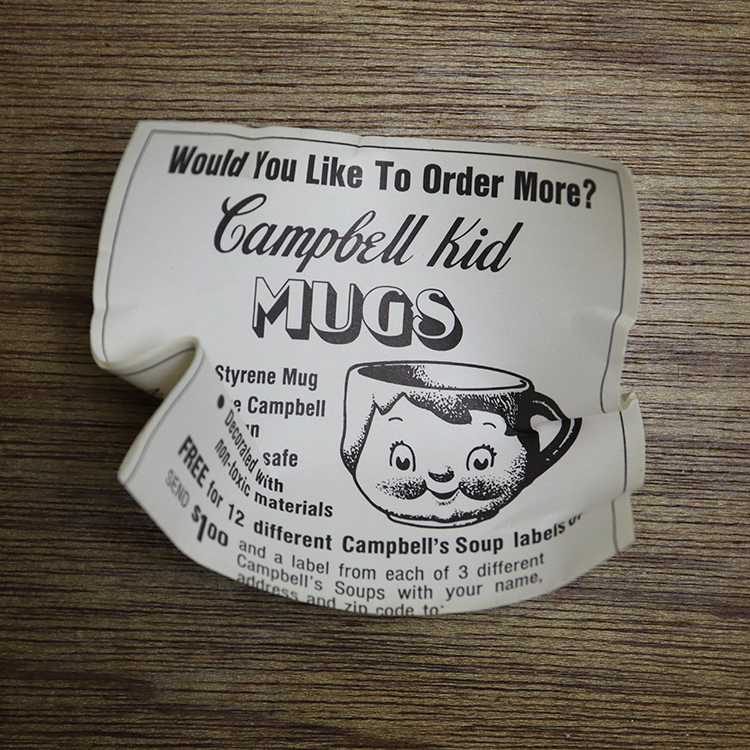 Would You Like To Order More?
Campbell Kid
MUGS
Styrene Mug
Campbell
safe
• Decorated with
non-toxic materials
FREE for 12 different Campbell's Soup labels or
SEND $1.00 and a label from each of 3 different
Campbell's Soups with your name,
address and zip code to: